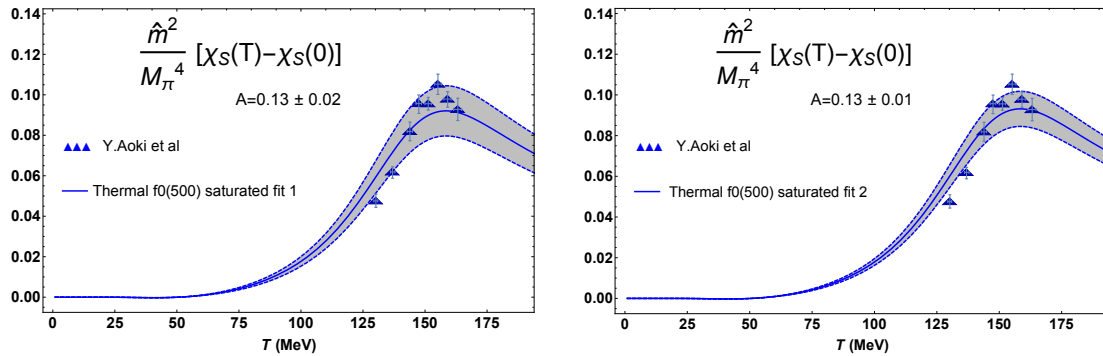 0.14
0.12
0.10
0.08
0.06
0.04
0.02
0.00
m̂²
[χS(T)−χS(0)]
Mπ⁴
A=0.13 ± 0.02
Y.Aoki et al
Thermal f0(500) saturated fit 1
0 25 50 75 100 125 150 175
T (MeV)
0.14
0.12
0.10
0.08
0.06
0.04
0.02
0.00
m̂²
[χS(T)−χS(0)]
Mπ⁴
A=0.13 ± 0.01
Y.Aoki et al
Thermal f0(500) saturated fit 2
0 25 50 75 100 125 150 175
T (MeV)